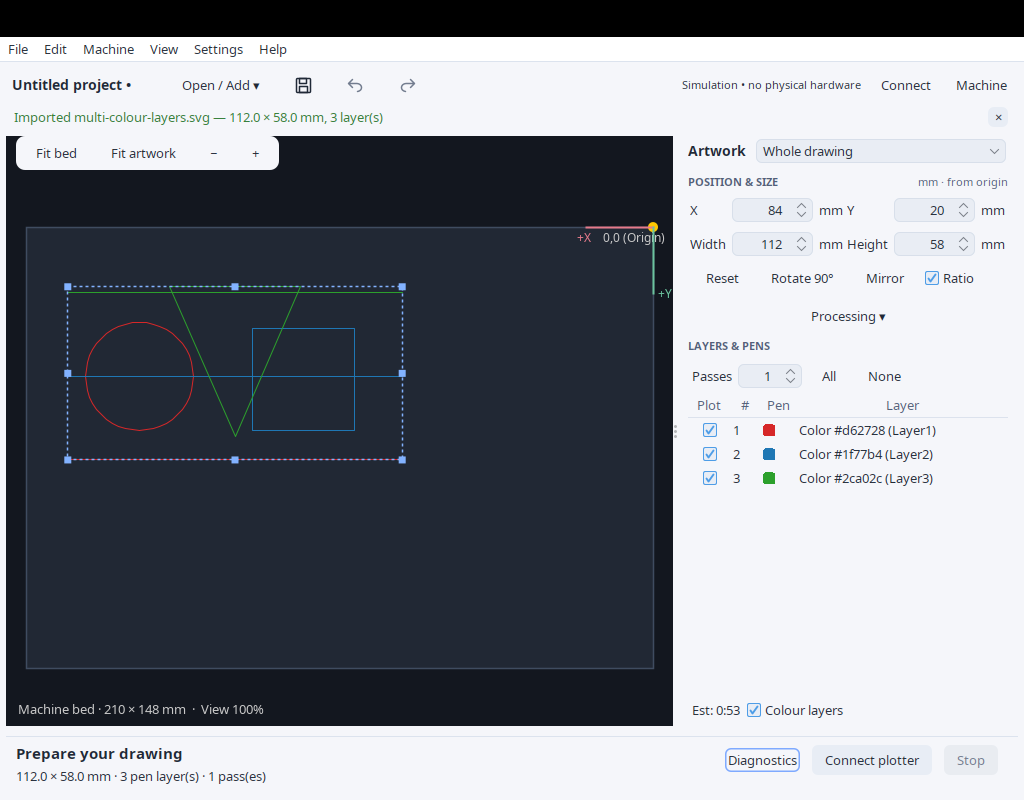 File Edit Machine View Settings Help
Untitled project • Open / Add ▾ Simulation • no physical hardware Connect Machine
Imported multi-colour-layers.svg — 112.0 × 58.0 mm, 3 layer(s) ×
Fit bed Fit artwork − +
Artwork Whole drawing
POSITION & SIZE mm · from origin
X 84 mm Y 20 mm
+X 0,0 (Origin)
Width 112 mm Height 58 mm
Reset Rotate 90° Mirror Ratio
+Y
Processing ▾
LAYERS & PENS
Passes 1 All None
Plot # Pen Layer
1 Color #d62728 (Layer1)
2 Color #1f77b4 (Layer2)
3 Color #2ca02c (Layer3)
Machine bed · 210 × 148 mm · View 100%
Est: 0:53 Colour layers
Prepare your drawing
112.0 × 58.0 mm · 3 pen layer(s) · 1 pass(es)
Diagnostics Connect plotter Stop